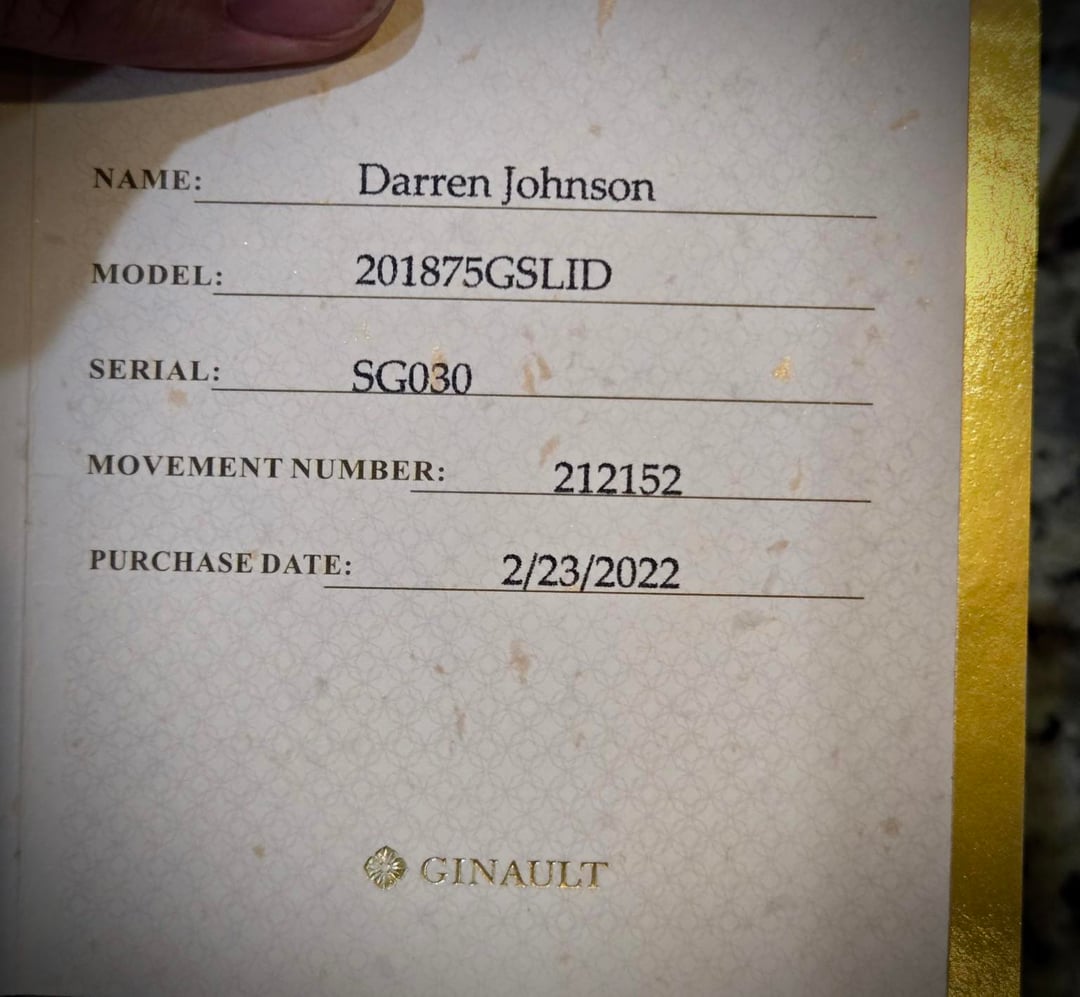 NAME: Darren Johnson
MODEL: 201875GSLID
SERIAL: SG030
MOVEMENT NUMBER: 212152
PURCHASE DATE: 2/23/2022
GINAULT